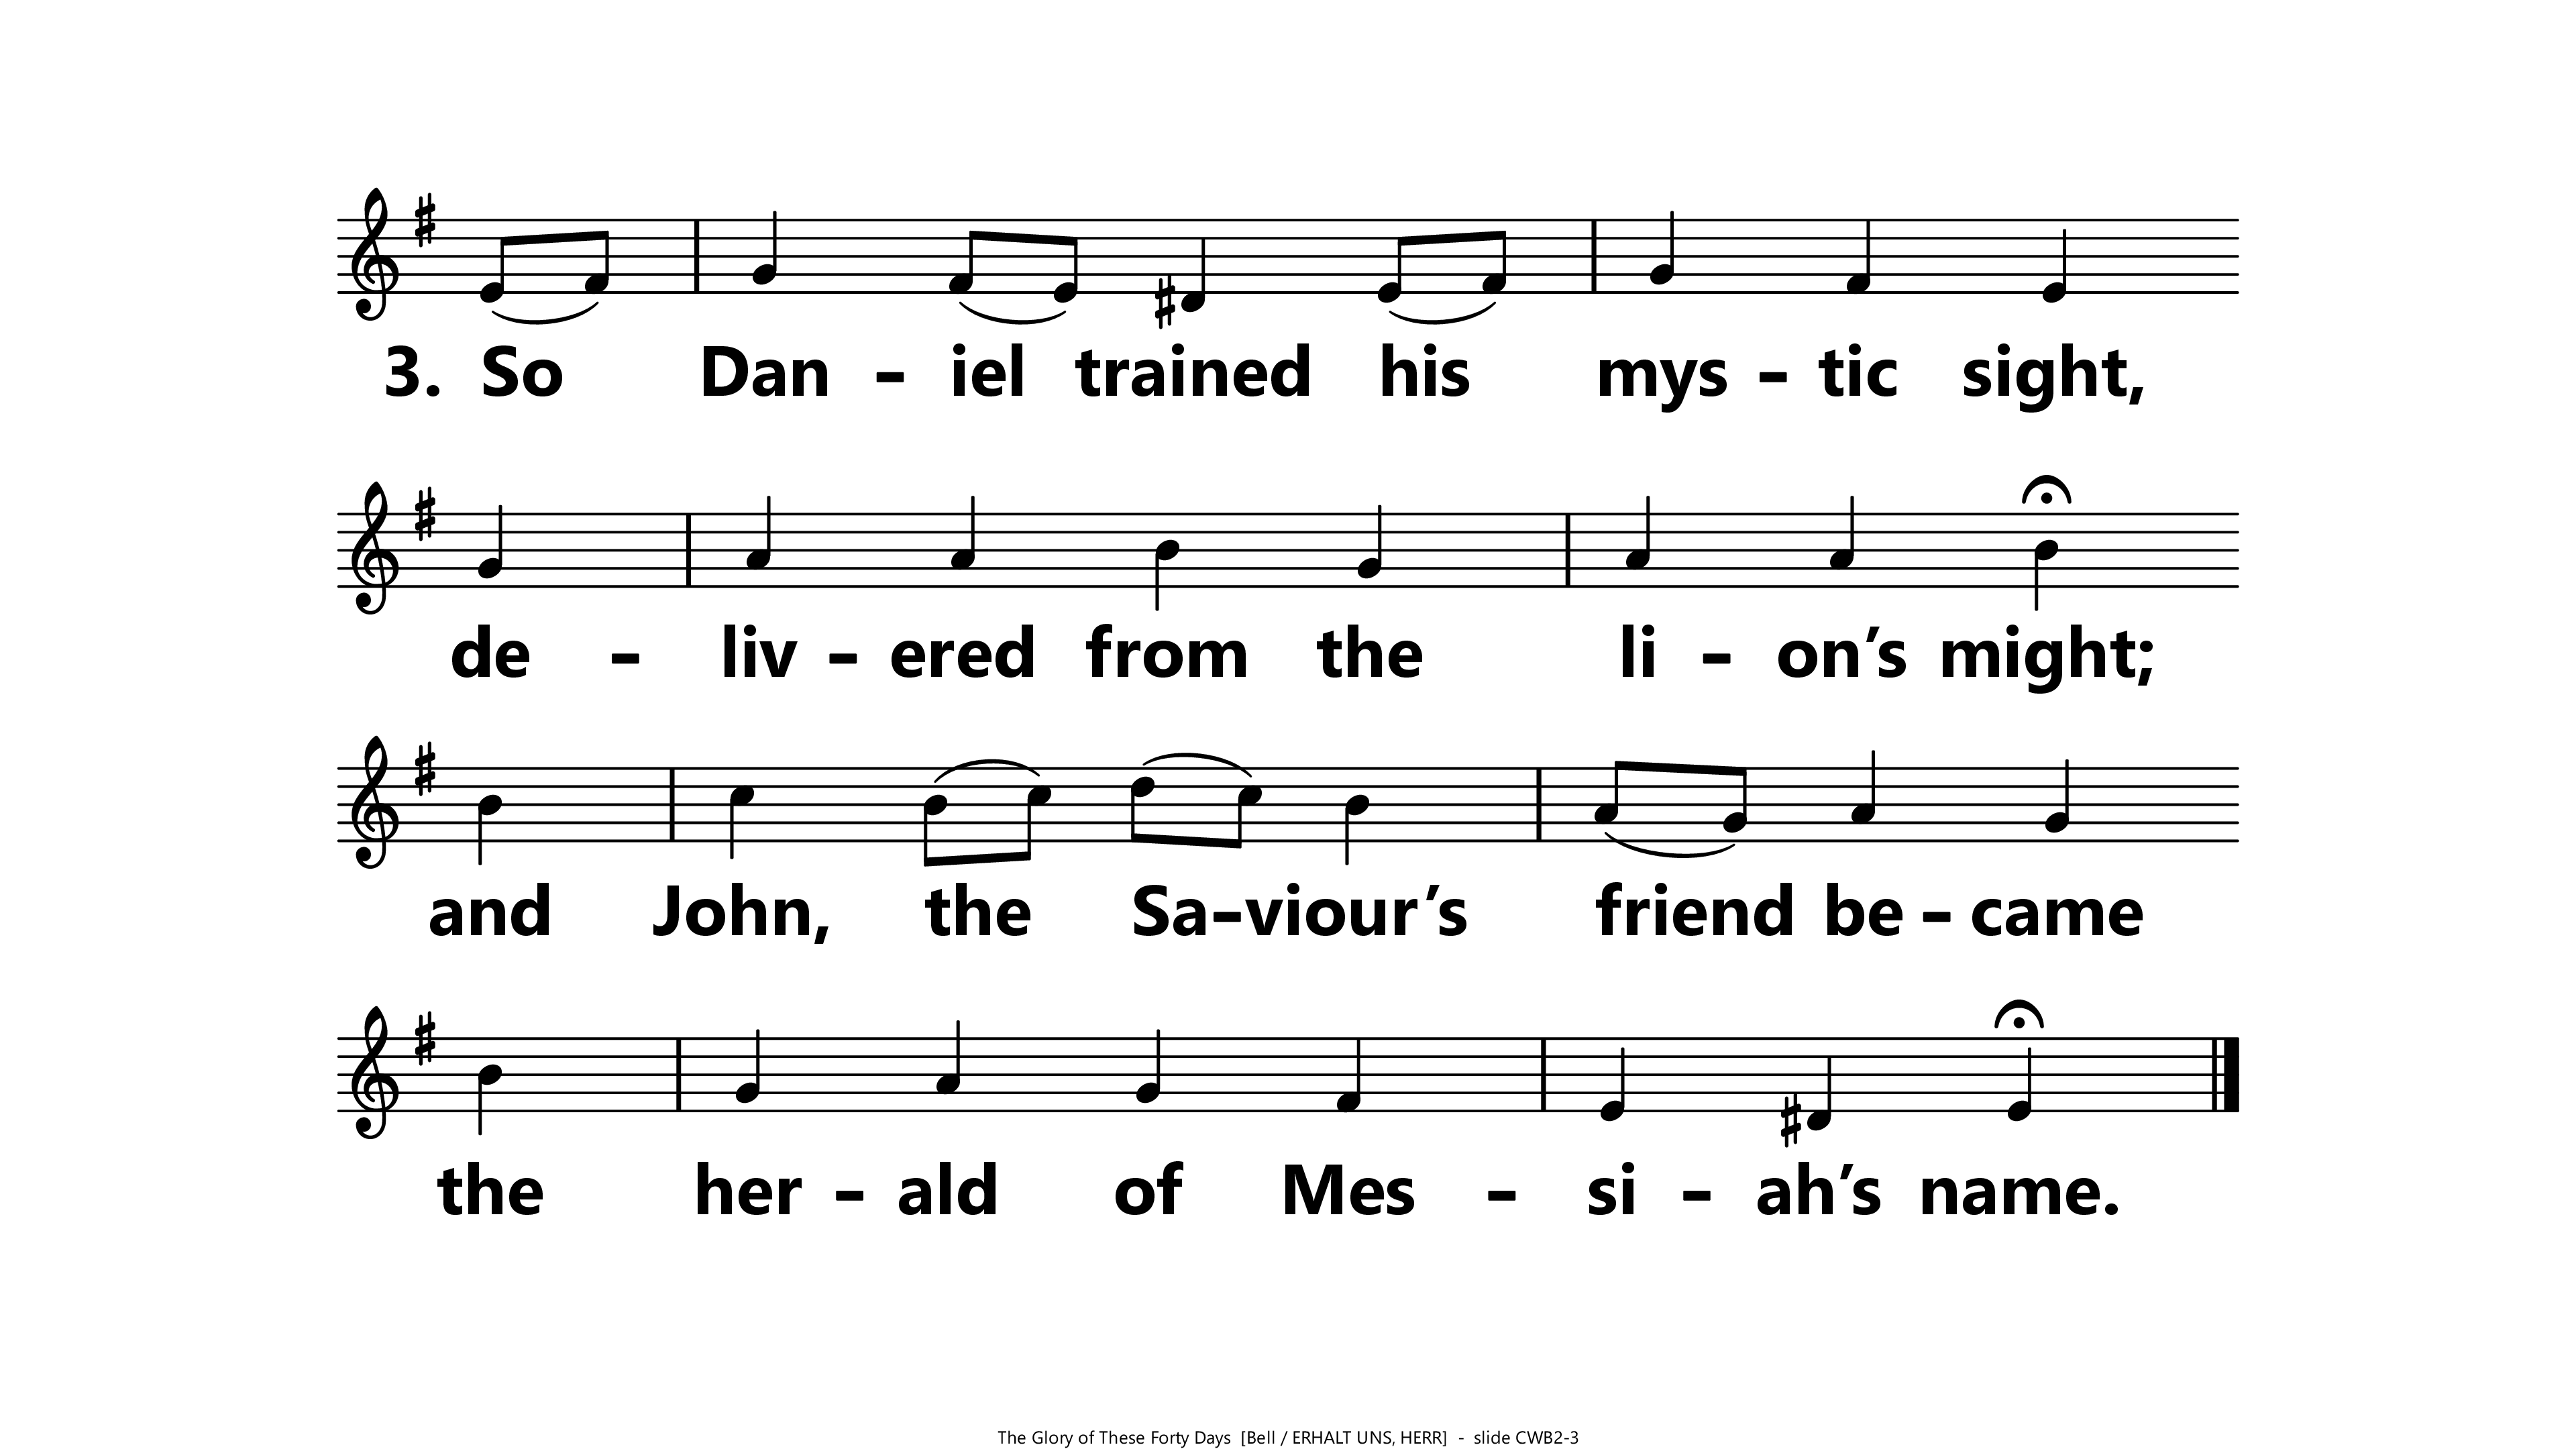 3. So Dan - iel trained his mys - tic sight,
de - liv - ered from the li - on’s might;
and John, the Sa-viour’s friend be - came
the her - ald of Mes - si - ah’s name.
The Glory of These Forty Days [Bell / ERHALT UNS, HERR] - slide CWB2-3